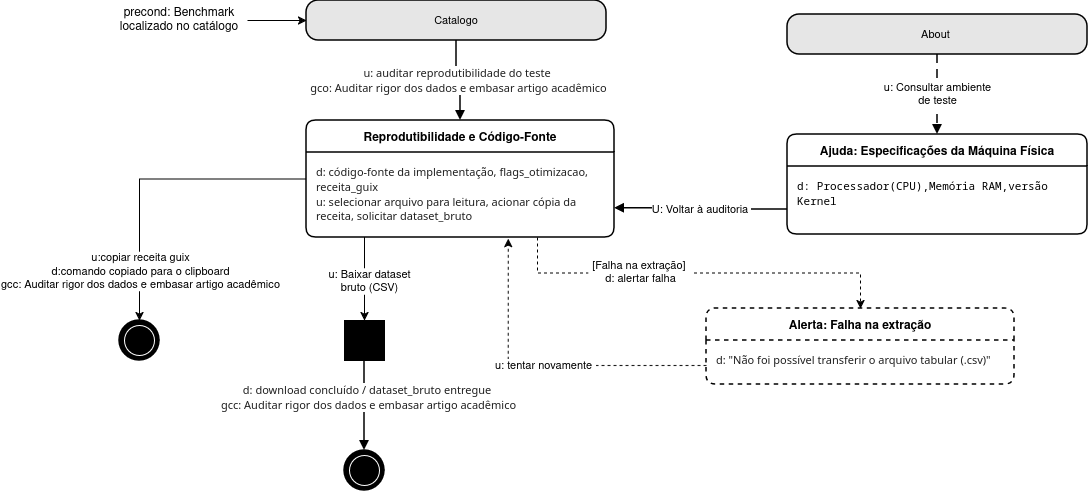 precond: Benchmark
localizado no catálogo
Catalogo
About
u: auditar reprodutibilidade do teste
gco: Auditar rigor dos dados e embasar artigo acadêmico
u: Consultar ambiente
de teste
Reprodutibilidade e Código-Fonte
d: código-fonte da implementação, flags_otimizacao,
receita_guix
u: selecionar arquivo para leitura, acionar cópia da
receita, solicitar dataset_bruto
Ajuda: Especificações da Máquina Física
d: Processador(CPU),Memória RAM,versão
Kernel
U: Voltar à auditoria
u:copiar receita guix
d:comando copiado para o clipboard
gcc: Auditar rigor dos dados e embasar artigo acadêmico
u: Baixar dataset
bruto (CSV)
[Falha na extração]
d: alertar falha
Alerta: Falha na extração
d: "Não foi possível transferir o arquivo tabular (.csv)"
u: tentar novamente
d: download concluído / dataset_bruto entregue
gcc: Auditar rigor dos dados e embasar artigo acadêmico